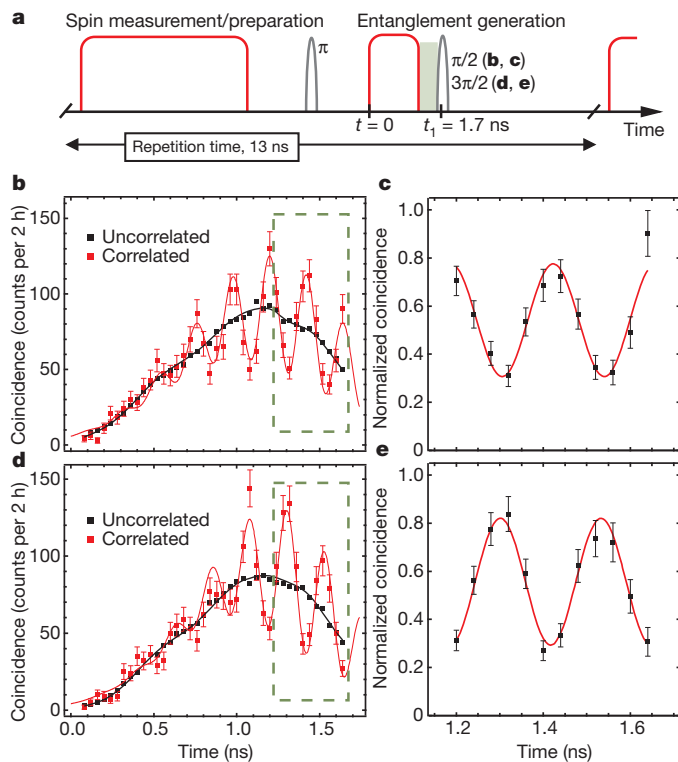 a
Spin measurement/preparation
Entanglement generation
π
π/2 (b, c)
3π/2 (d, e)
t = 0
t₁ = 1.7 ns
Time
Repetition time, 13 ns
b
150
100
50
0
Coincidence (counts per 2 h)
Uncorrelated
Correlated
c
1.0
0.8
0.6
0.4
0.2
0
Normalized coincidence
d
150
100
50
0
Coincidence (counts per 2 h)
Uncorrelated
Correlated
0.0
0.5
1.0
1.5
Time (ns)
e
1.0
0.8
0.6
0.4
0.2
0
Normalized coincidence
1.2
1.4
1.6
Time (ns)